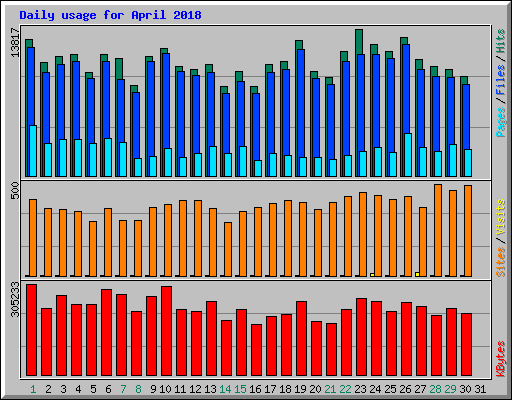 Daily usage for April 2018
13817
Pages / Files / Hits
500
Sites / Visits
305233
KBytes
1 2 3 4 5 6 7 8 9 10 11 12 13 14 15 16 17 18 19 20 21 22 23 24 25 26 27 28 29 30 31